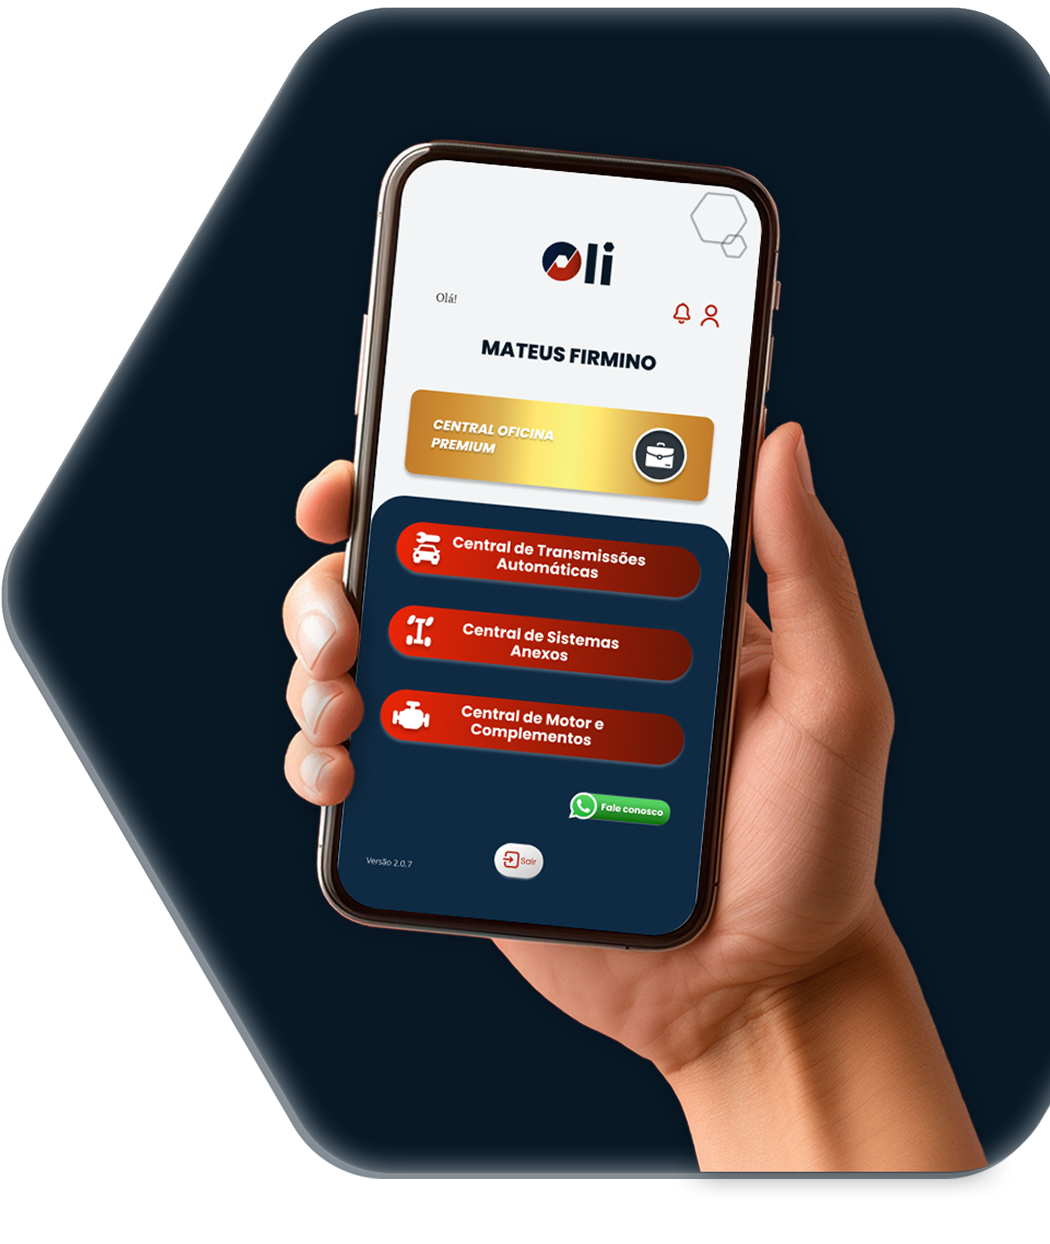 Oli
Olá!
MATEUS FIRMINO
CENTRAL OFICINA
PREMIUM
Central de Transmissões
Automáticas
Central de Sistemas
Anexos
Central de Motor e
Complementos
Fale conosco
Versão 2.0.7
Sair